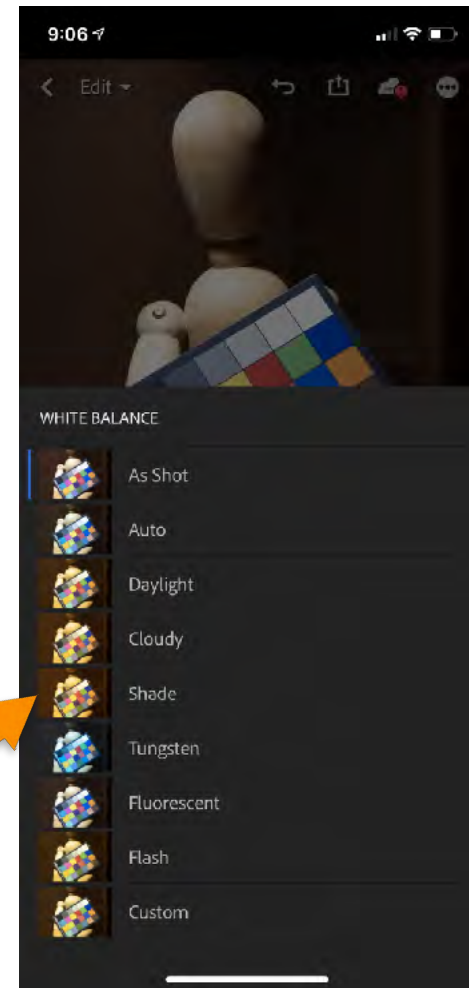 9:06
Edit
WHITE BALANCE
As Shot
Auto
Daylight
Cloudy
Shade
Tungsten
Fluorescent
Flash
Custom